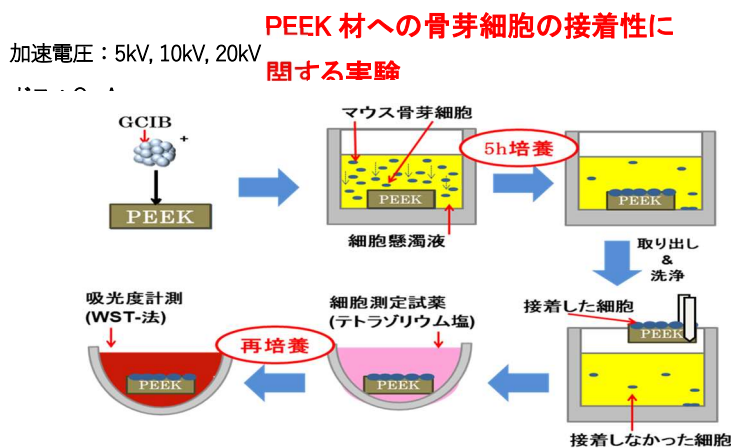 PEEK 材への骨芽細胞の接着性に
関する実験
加速電圧：5kV, 10kV, 20kV
GCIB
+
PEEK
マウス骨芽細胞
PEEK
細胞懸濁液
5h培養
PEEK
取り出し
&
洗浄
接着した細胞
PEEK
接着しなかった細胞
細胞測定試薬
(テトラゾリウム塩)
PEEK
再培養
吸光度計測
(WST-法)
PEEK